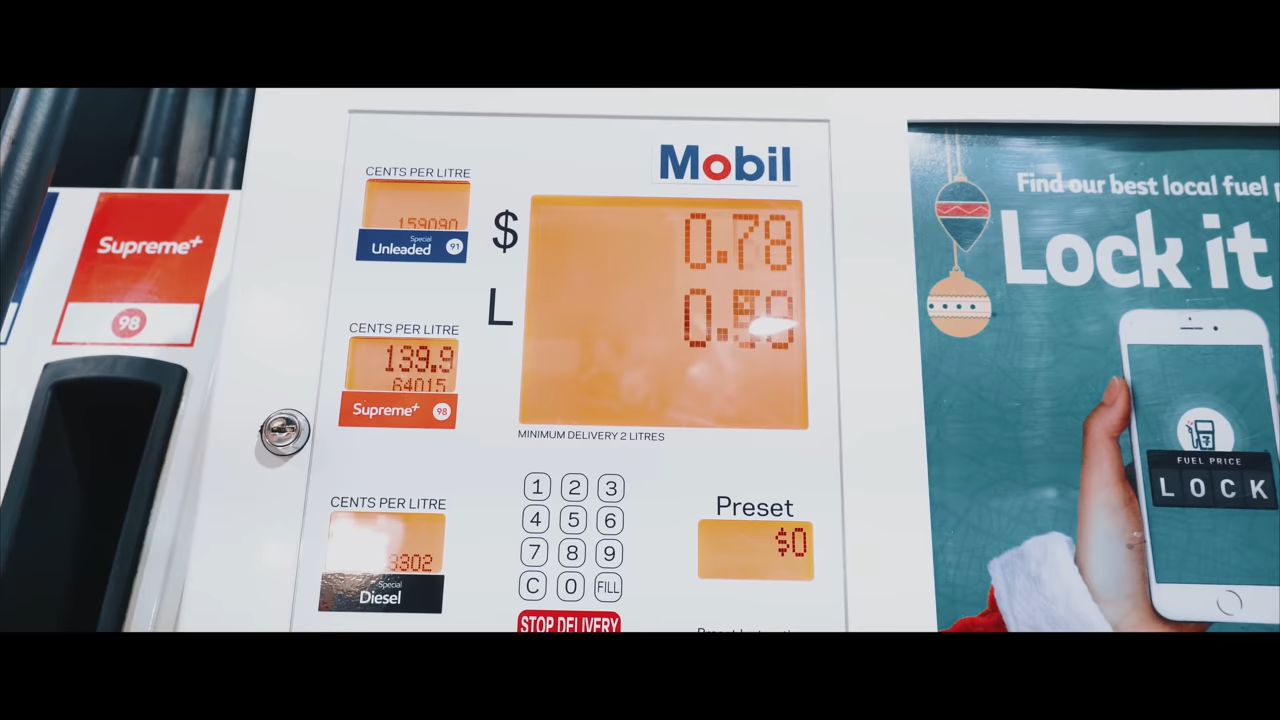 Supreme+
98
CENTS PER LITRE
159090
Special
Unleaded 91
CENTS PER LITRE
139.9
64015
Supreme+ 98
CENTS PER LITRE
3302
Special
Diesel
Mobil
$ 0.78
L
MINIMUM DELIVERY 2 LITRES
1 2 3
4 5 6
7 8 9
C 0 FILL
STOP DELIVERY
Preset
$0
Find our best local fuel
Lock it
FUEL PRICE
LOCK